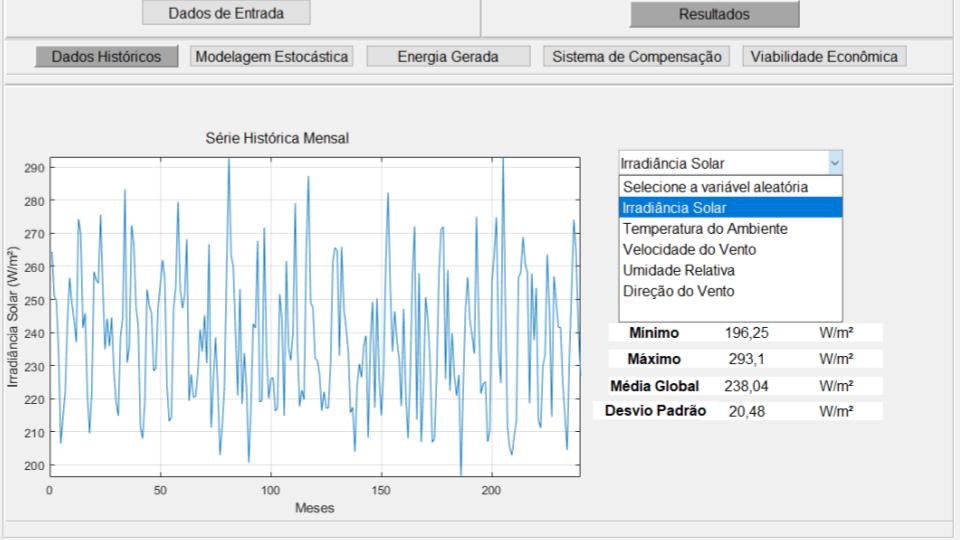 Dados de Entrada
Resultados
Dados Históricos
Modelagem Estocástica
Energia Gerada
Sistema de Compensação
Viabilidade Econômica
Série Histórica Mensal
Irradiância Solar (W/m²)
290
280
270
260
250
240
230
220
210
200
0
50
100
150
200
Meses
Irradiância Solar
Selecione a variável aleatória
Irradiância Solar
Temperatura do Ambiente
Velocidade do Vento
Umidade Relativa
Direção do Vento
Mínimo 196,25 W/m²
Máximo 293,1 W/m²
Média Global 238,04 W/m²
Desvio Padrão 20,48 W/m²